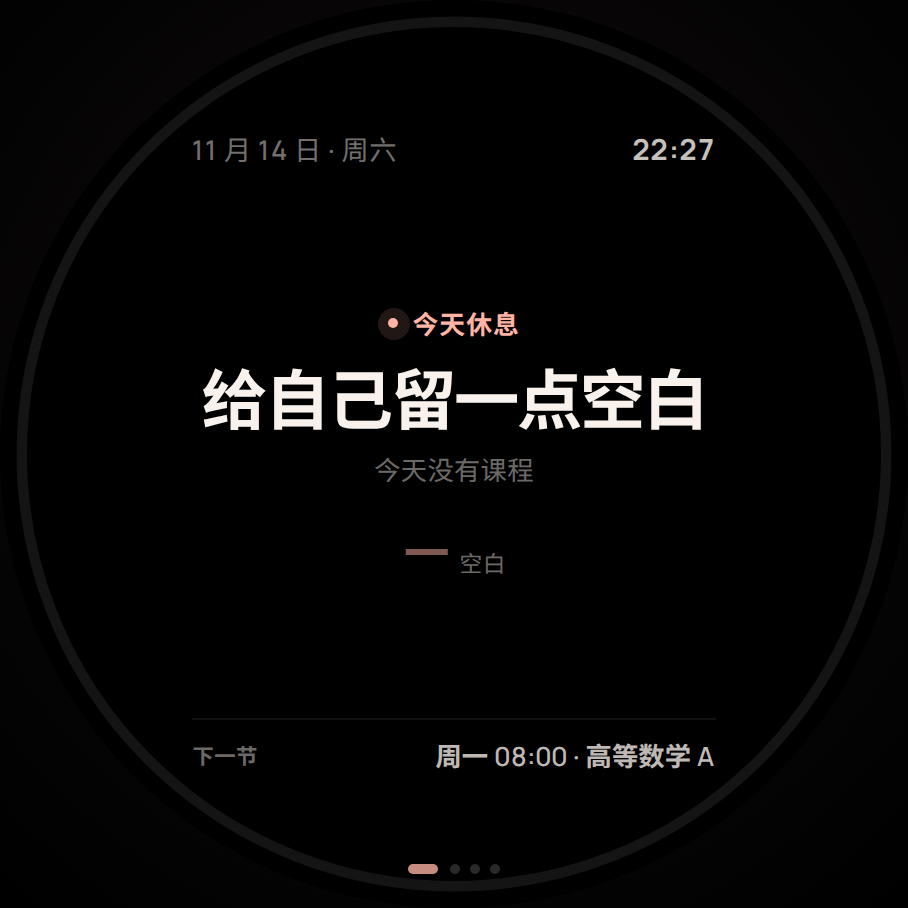 11 月 14 日 · 周六
22:27
今天休息
给自己留一点空白
今天没有课程
空白
下一节
周一 08:00 · 高等数学 A